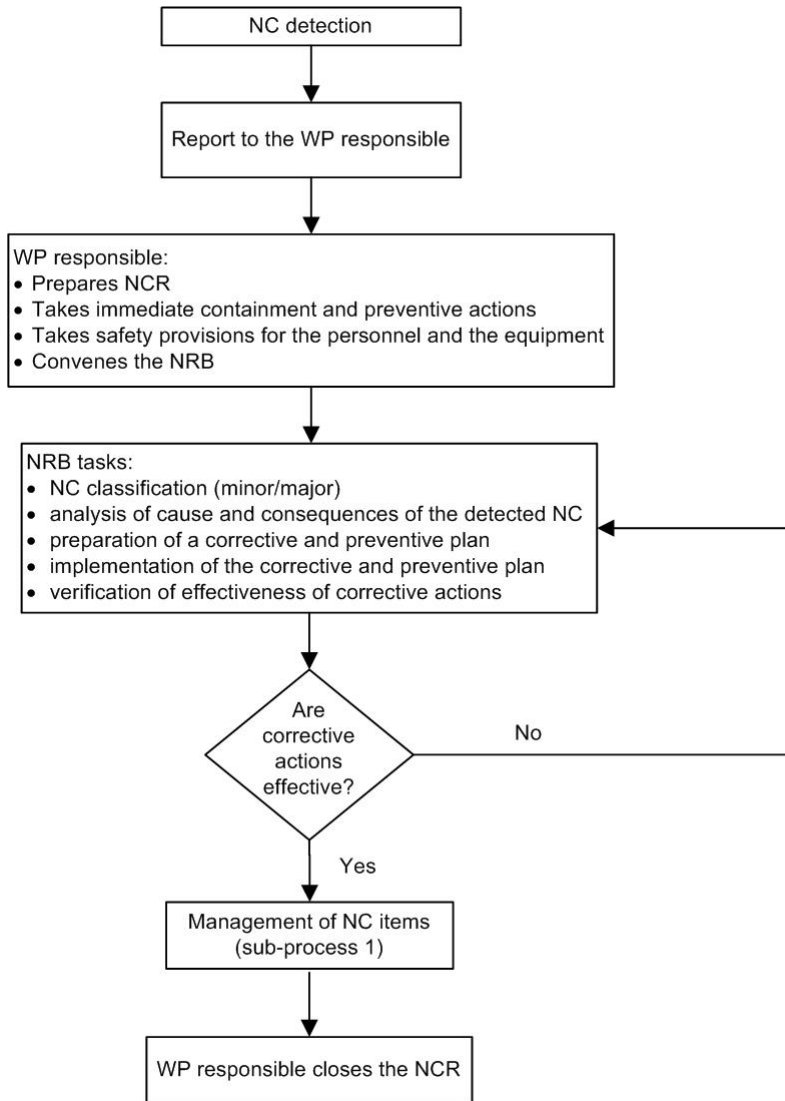 NC detection
Report to the WP responsible
WP responsible:
• Prepares NCR
• Takes immediate containment and preventive actions
• Takes safety provisions for the personnel and the equipment
• Convenes the NRB
NRB tasks:
• NC classification (minor/major)
• analysis of cause and consequences of the detected NC
• preparation of a corrective and preventive plan
• implementation of the corrective and preventive plan
• verification of effectiveness of corrective actions
Are
corrective
actions
effective?
No
Yes
Management of NC items
(sub-process 1)
WP responsible closes the NCR